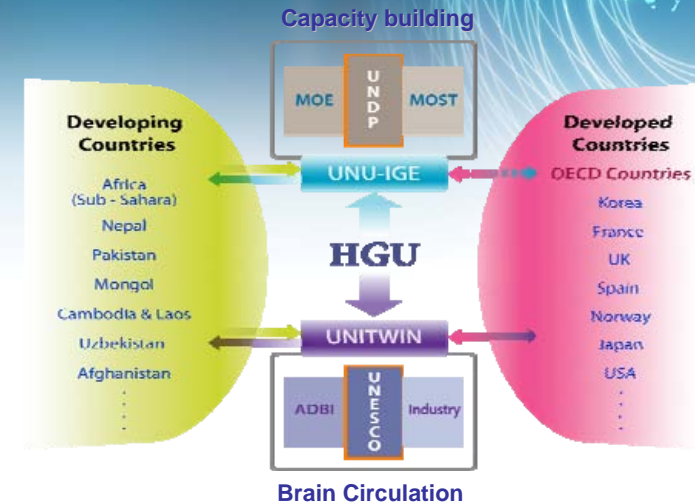 Capacity building
MOE
UNDP
MOST
UNU-IGE
HGU
UNITWIN
ADBI
UNESCO
Industry
Brain Circulation
Developing
Countries
Africa
(Sub - Sahara)
Nepal
Pakistan
Mongol
Cambodia & Laos
Uzbekistan
Afghanistan
Developed
Countries
OECD Countries
Korea
France
UK
Spain
Norway
Japan
USA